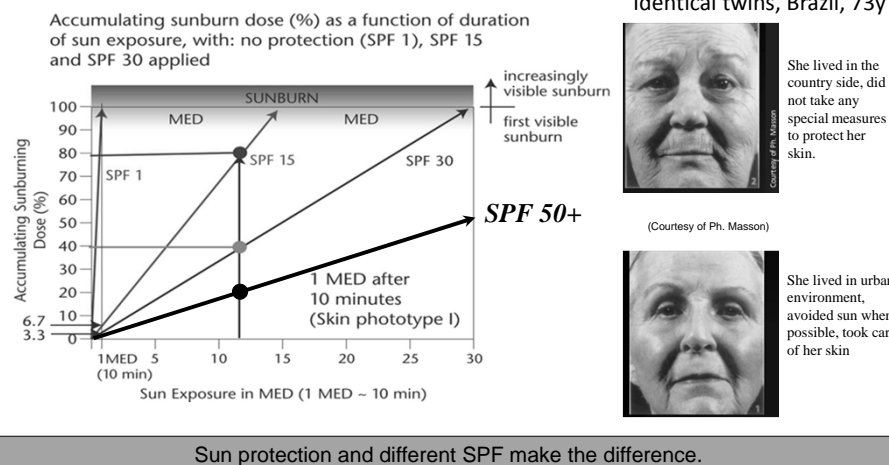 Identical twins, Brazil, 73y
Accumulating sunburn dose (%) as a function of duration
of sun exposure, with: no protection (SPF 1), SPF 15
and SPF 30 applied
increasingly
visible sunburn
first visible
sunburn
SUNBURN
MED
MED
100
90
80
70
60
50
40
30
20
10
0
6.7
3.3
Accumulating Sunburning
Dose (%)
SPF 1
SPF 15
SPF 30
SPF 50+
1 MED after
10 minutes
(Skin phototype I)
1MED
(10 min)
5
10
15
20
25
30
Sun Exposure in MED (1 MED ~ 10 min)
She lived in the
country side, did
not take any
special measures
to protect her
skin.
Courtesy of Ph. Masson
2
(Courtesy of Ph. Masson)
She lived in urban
environment,
avoided sun when
possible, took car
of her skin
1
Sun protection and different SPF make the difference.